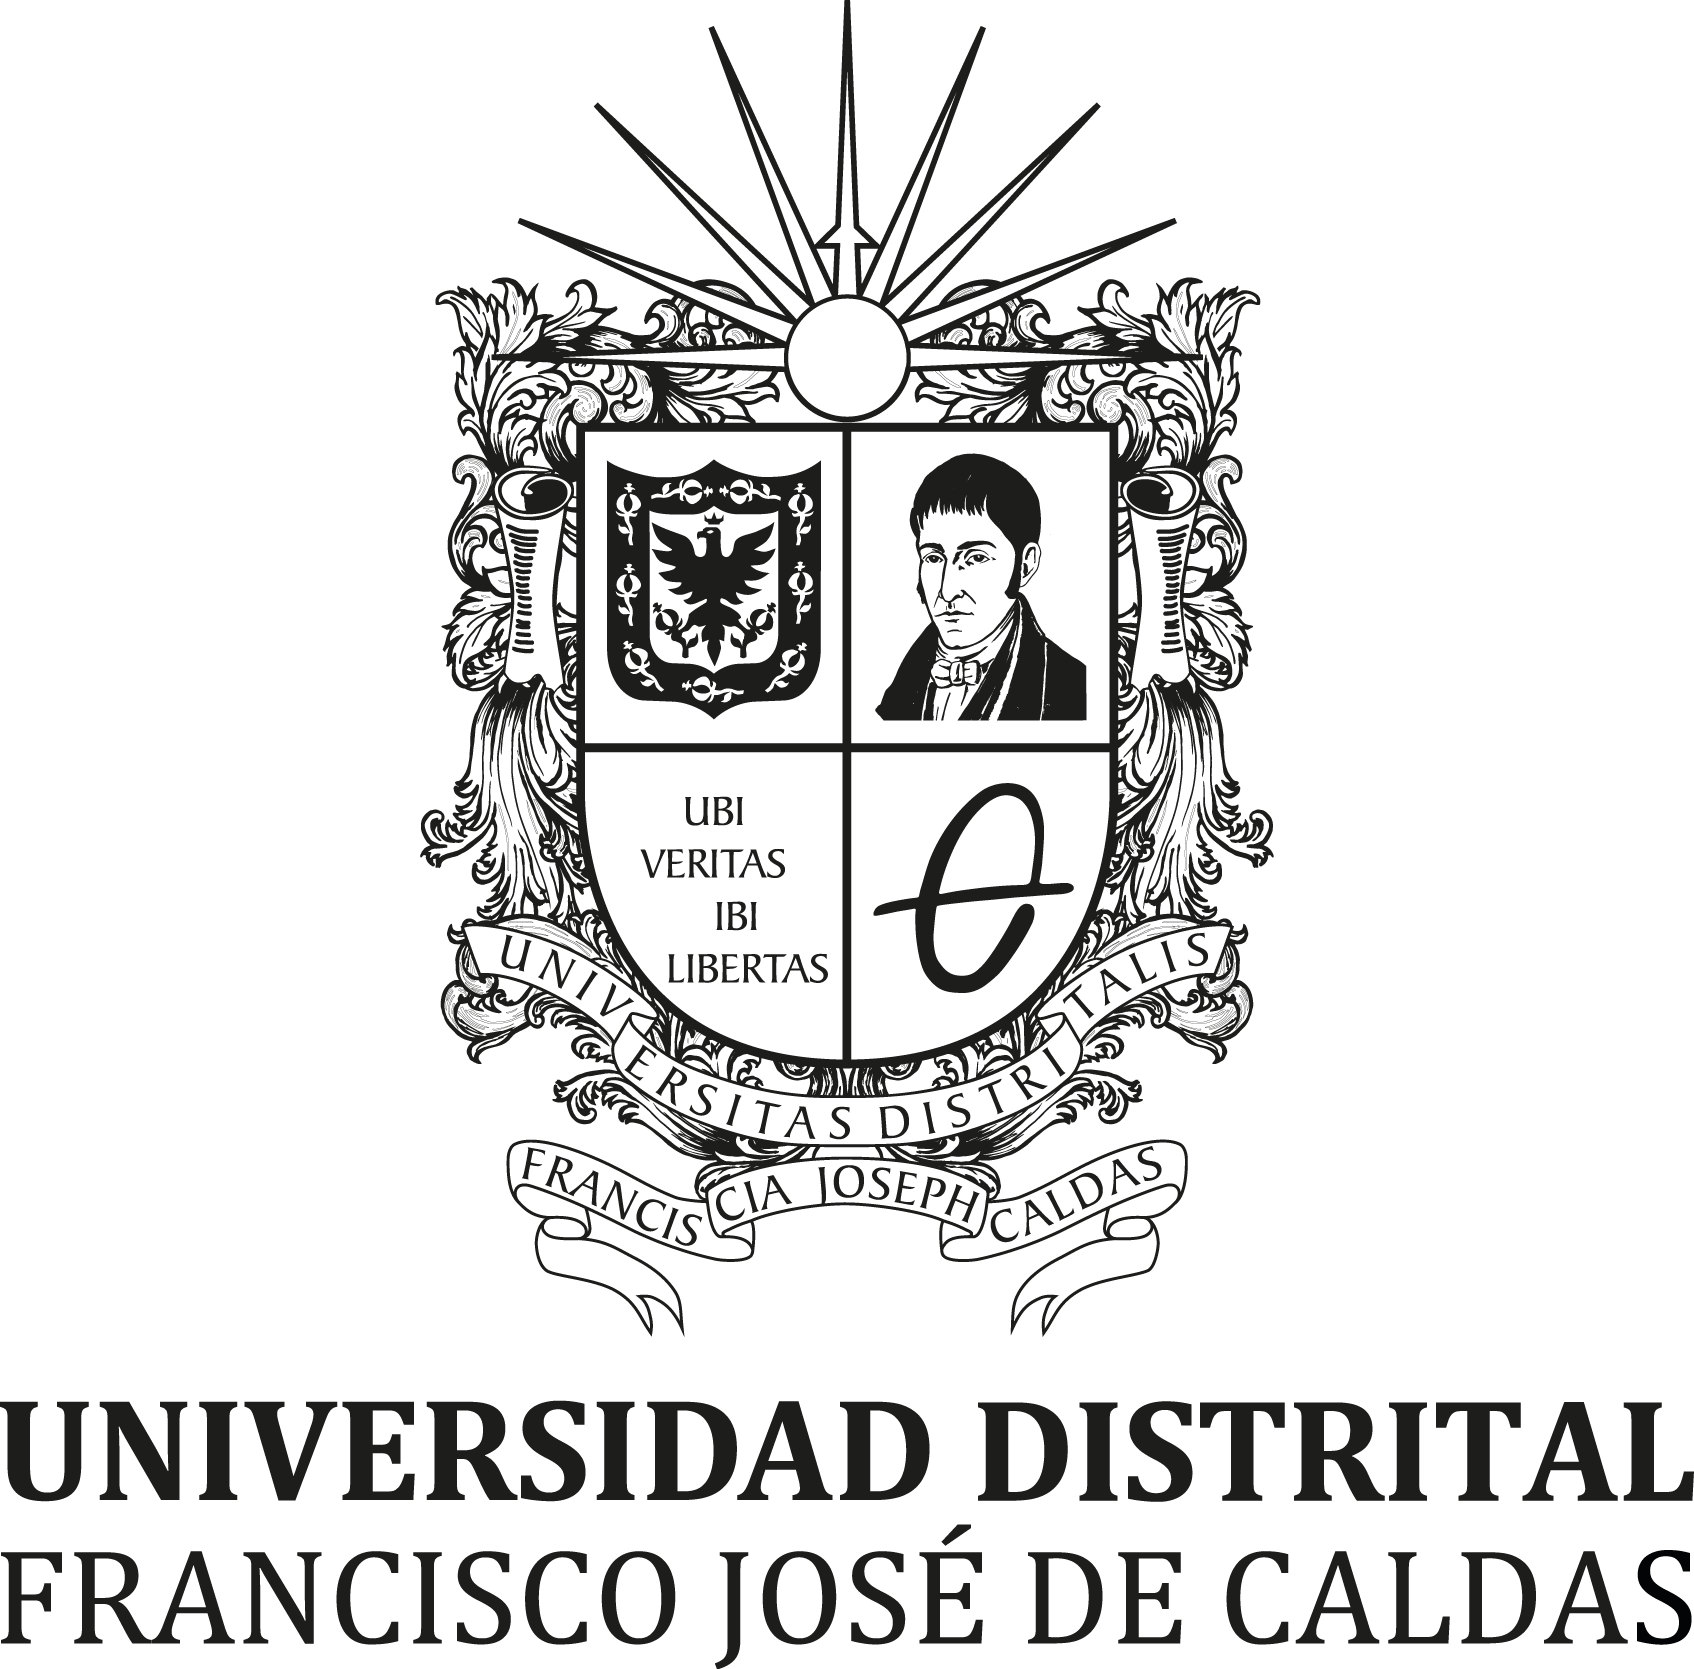 UBI
VERITAS
IBI
LIBERTAS
UNIVERSITAS DISTRITALIS
FRANCISCIA JOSEPH CALDAS
UNIVERSIDAD DISTRITAL
FRANCISCO JOSÉ DE CALDAS